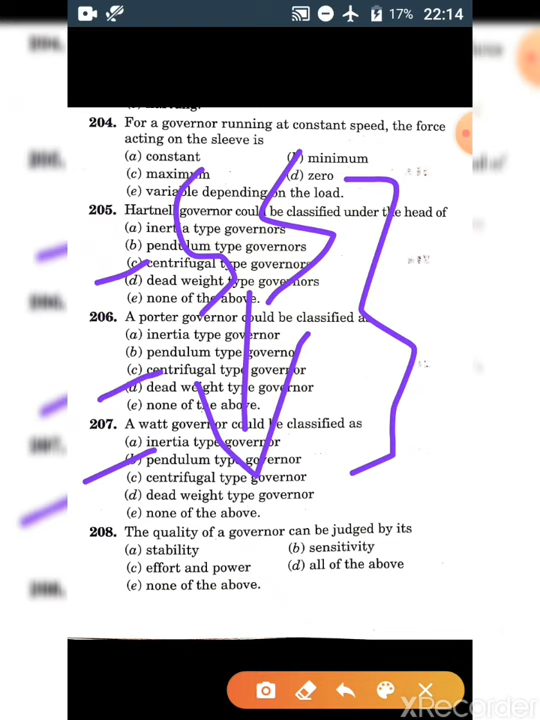 17% 22:14
204. For a governor running at constant speed, the force
acting on the sleeve is
(a) constant (b) minimum
(c) maximum (d) zero
(e) variable depending on the load.
205. Hartnell governor could be classified under the head of
(a) inertia type governors
(b) pendulum type governors
(c) centrifugal type governors
(d) dead weight type governors
(e) none of the above.
206. A porter governor could be classified as
(a) inertia type governor
(b) pendulum type governor
(c) centrifugal type governor
(d) dead weight type governor
(e) none of the above.
207. A watt governor could be classified as
(a) inertia type governor
(b) pendulum type governor
(c) centrifugal type governor
(d) dead weight type governor
(e) none of the above.
208. The quality of a governor can be judged by its
(a) stability (b) sensitivity
(c) effort and power (d) all of the above
(e) none of the above.
XRecorder